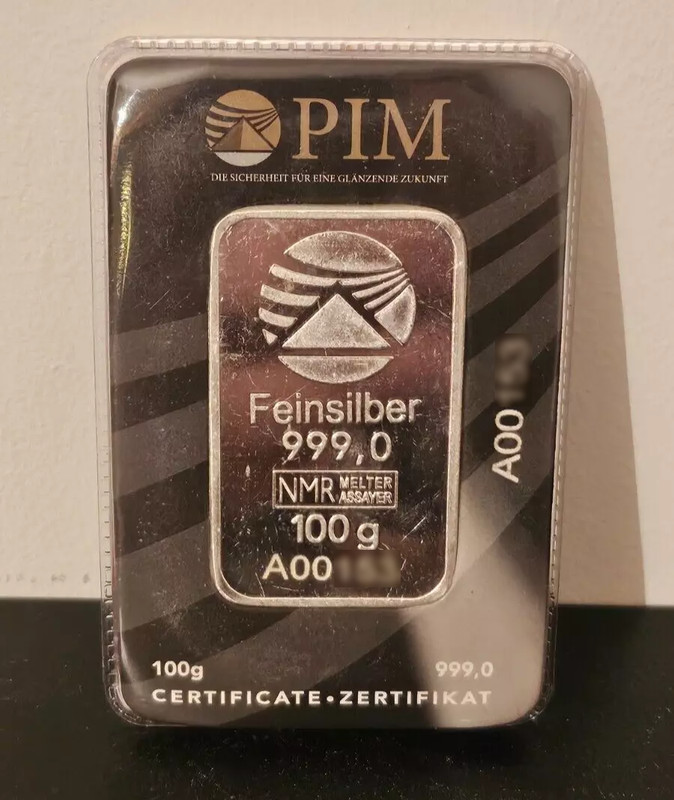 PIM
DIE SICHERHEIT FÜR EINE GLÄNZENDE ZUKUNFT
Feinsilber
999,0
NMR MELTER
ASSAYER
100 g
A00
A00
100g 999,0
CERTIFICATE•ZERTIFIKAT